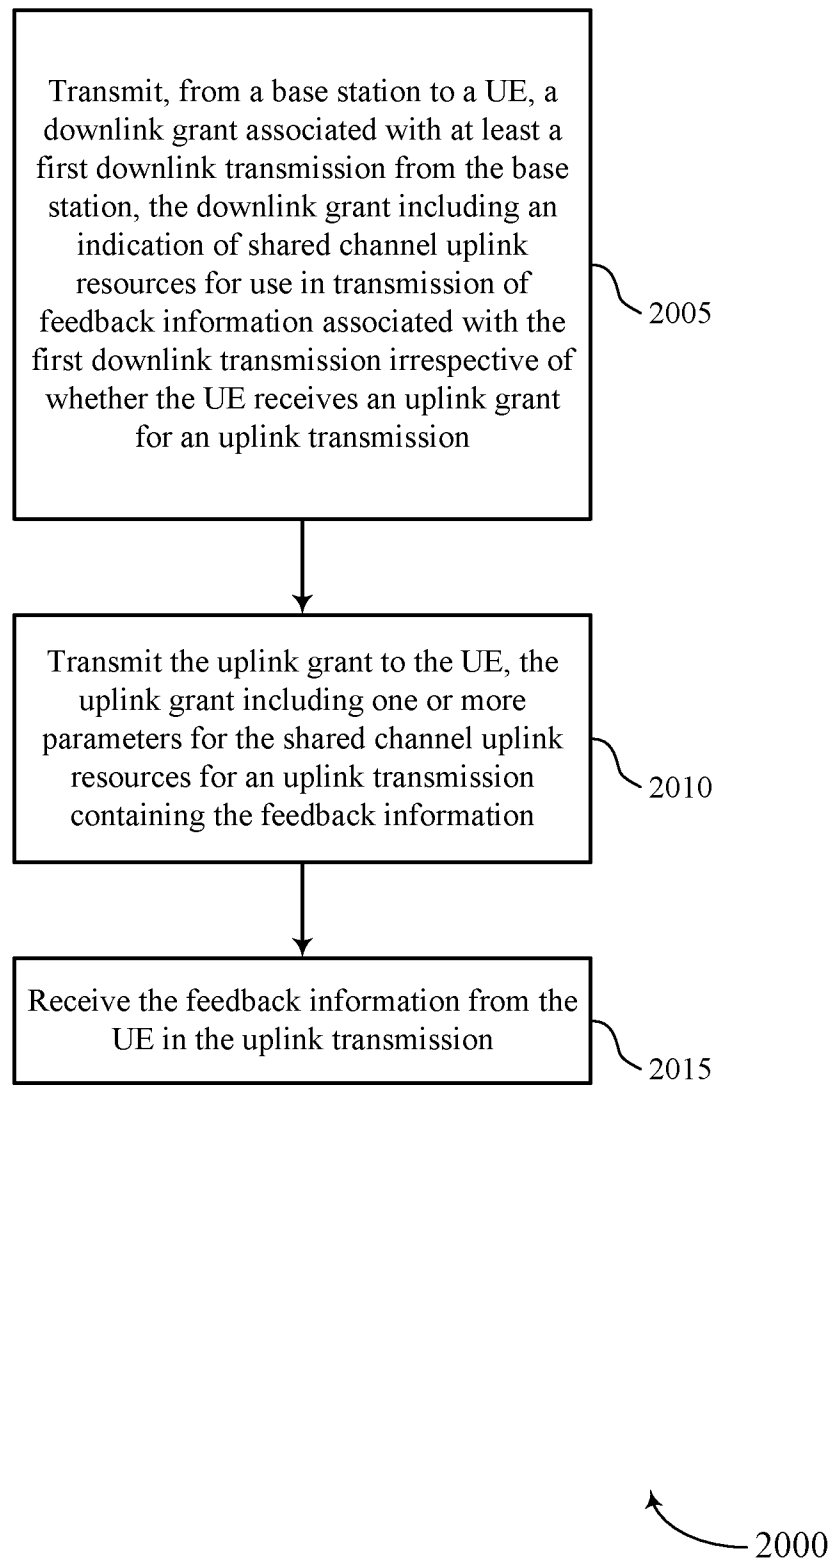 Transmit, from a base station to a UE, a
downlink grant associated with at least a
first downlink transmission from the base
station, the downlink grant including an
indication of shared channel uplink
resources for use in transmission of
feedback information associated with the
first downlink transmission irrespective of
whether the UE receives an uplink grant
for an uplink transmission
2005
Transmit the uplink grant to the UE, the
uplink grant including one or more
parameters for the shared channel uplink
resources for an uplink transmission
containing the feedback information
2010
Receive the feedback information from the
UE in the uplink transmission
2015
2000